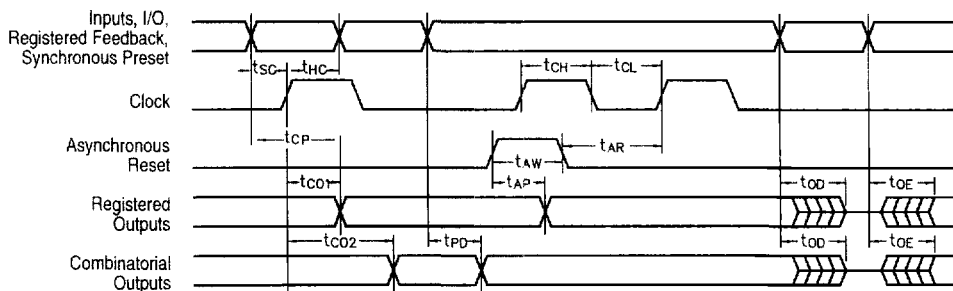 Inputs, I/O,
Registered Feedback,
Synchronous Preset
tSC tHC tCH tCL
Clock
tCP
Asynchronous
Reset
tAW tAR
tCO1 tAP tOD tOE
Registered
Outputs
tCO2 tPD tOD tOE
Combinatorial
Outputs